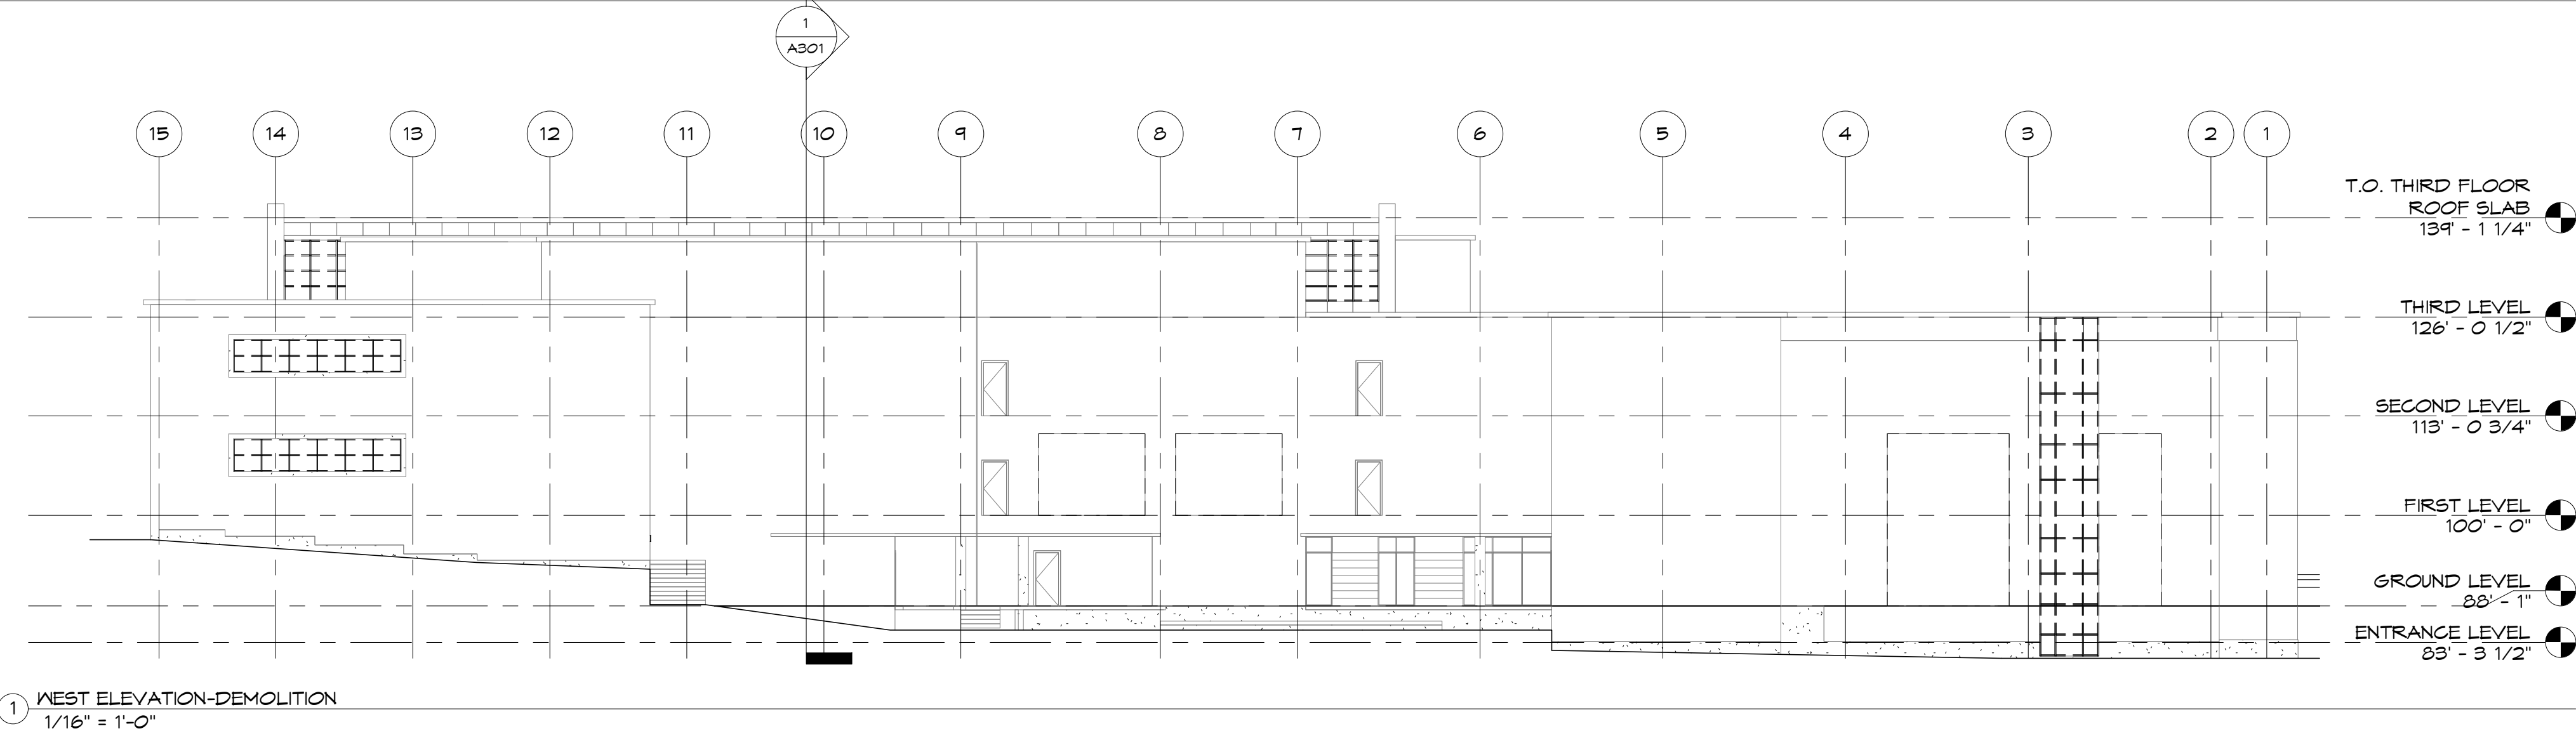 1
A301
15
14
13
12
11
10
9
8
7
6
5
4
3
2
1
T.O. THIRD FLOOR
ROOF SLAB
139' - 1 1/4"
THIRD LEVEL
126' - 0 1/2"
SECOND LEVEL
113' - 0 3/4"
FIRST LEVEL
100' - 0"
GROUND LEVEL
88' - 1"
ENTRANCE LEVEL
83' - 3 1/2"
1
WEST ELEVATION-DEMOLITION
1/16" = 1'-0"